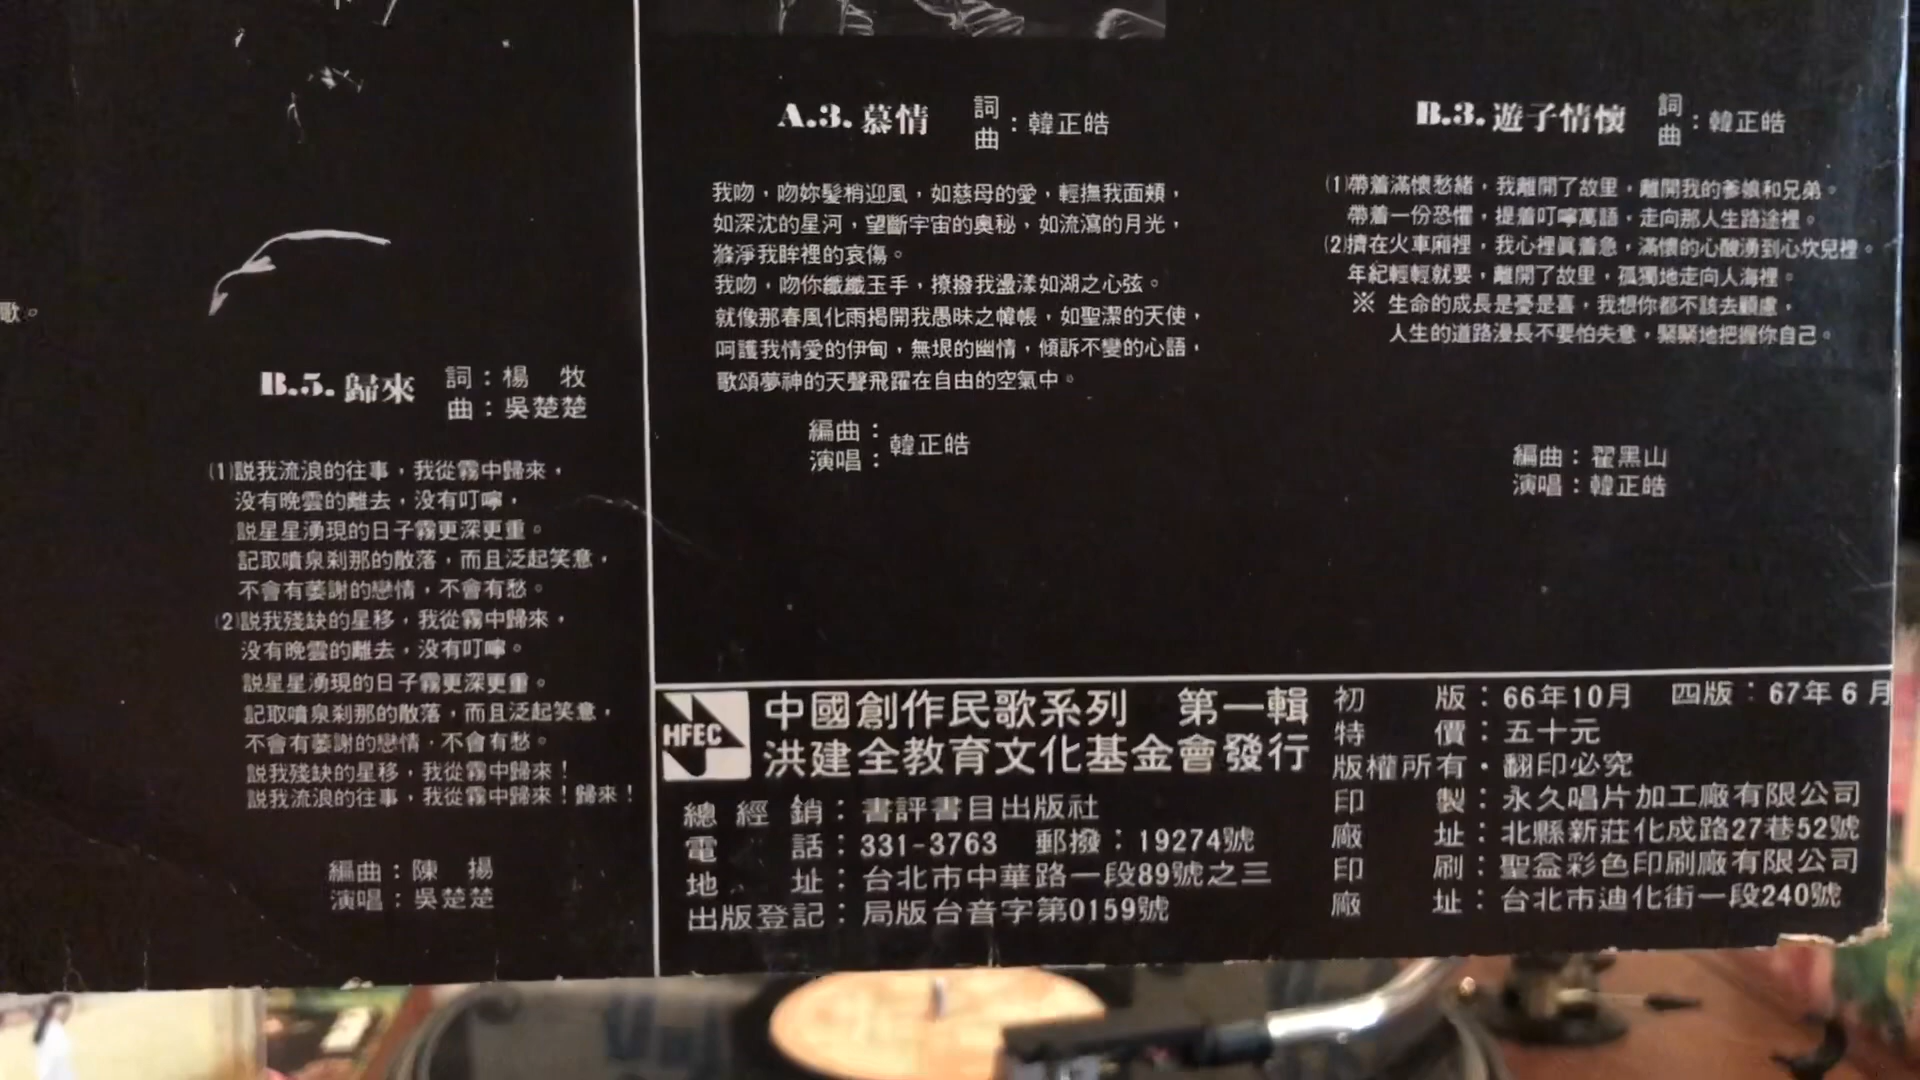 歌。
B.5. 歸來
詞：楊 牧
曲：吳楚楚
(1)説我流浪的往事，我從霧中歸來，
没有晚雲的離去，没有叮嚀，
説星星湧現的日子霧更深更重。
記取噴泉剎那的散落，而且泛起笑意，
不會有萎謝的戀情，不會有愁。
(2)説我殘缺的星移，我從霧中歸來，
没有晚雲的離去，没有叮嚀。
説星星湧現的日子霧更深更重。
記取噴泉剎那的散落，而且泛起笑意，
不會有萎謝的戀情，不會有愁。
説我殘缺的星移，我從霧中歸來！
説我流浪的往事，我從霧中歸來！歸來！
編曲：陳 揚
演唱：吳楚楚
A.3. 慕情 詞曲：韓正皓
我吻，吻妳髮梢迎風，如慈母的愛，輕撫我面頰，
如深沈的星河，望斷宇宙的奧秘，如流瀉的月光，
滌淨我眸裡的哀傷。
我吻，吻你纖纖玉手，撩撥我盪漾如湖之心弦。
就像那春風化雨揭開我愚昧之幃帳，如聖潔的天使，
呵護我情愛的伊甸，無垠的幽情，傾訴不變的心語，
歌頌夢神的天聲飛躍在自由的空氣中。
編曲：
演唱：韓正皓
B.3. 遊子情懷 詞曲：韓正皓
(1)帶着滿懷愁緒，我離開了故里，離開我的爹娘和兄弟。
帶着一份恐懼，提着叮嚀萬語，走向那人生路途裡。
(2)擠在火車廂裡，我心裡眞着急，滿懷的心酸湧到心坎兒裡。
年紀輕輕就要，離開了故里，孤獨地走向人海裡。
※ 生命的成長是憂是喜，我想你都不該去顧慮，
人生的道路漫長不要怕失意，緊緊地把握你自己。
編曲：翟黑山
演唱：韓正皓
HFEC
中國創作民歌系列 第一輯
洪建全教育文化基金會發行
總經銷：書評書目出版社
電話：331-3763 郵撥：19274號
地址：台北市中華路一段89號之三
出版登記：局版台音字第0159號
初版：66年10月 四版：67年6月
特價：五十元
版權所有・翻印必究
印製：永久唱片加工廠有限公司
廠址：北縣新莊化成路27巷52號
印刷：聖益彩色印刷廠有限公司
廠址：台北市迪化街一段240號